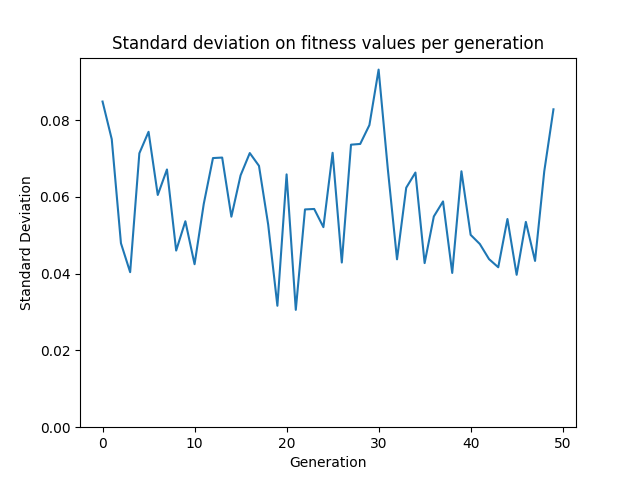 Standard deviation on fitness values per generation
Standard Deviation
0.08
0.06
0.04
0.02
0.00
0 10 20 30 40 50
Generation